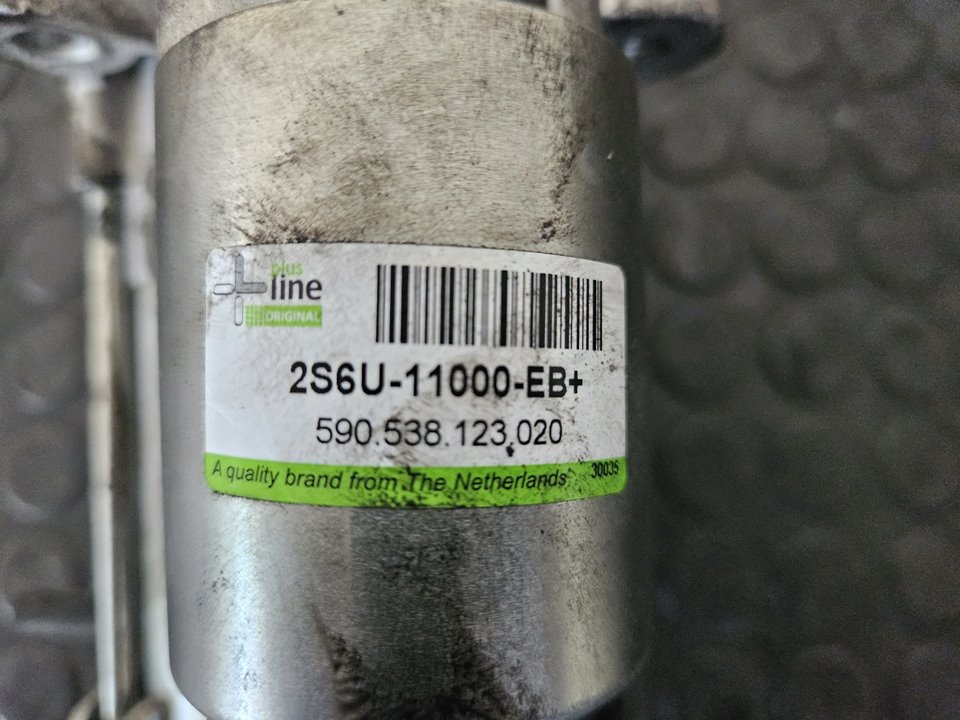 plus
line
ORIGINAL
2S6U-11000-EB+
590.538.123.020
A quality brand from The Netherlands
30035